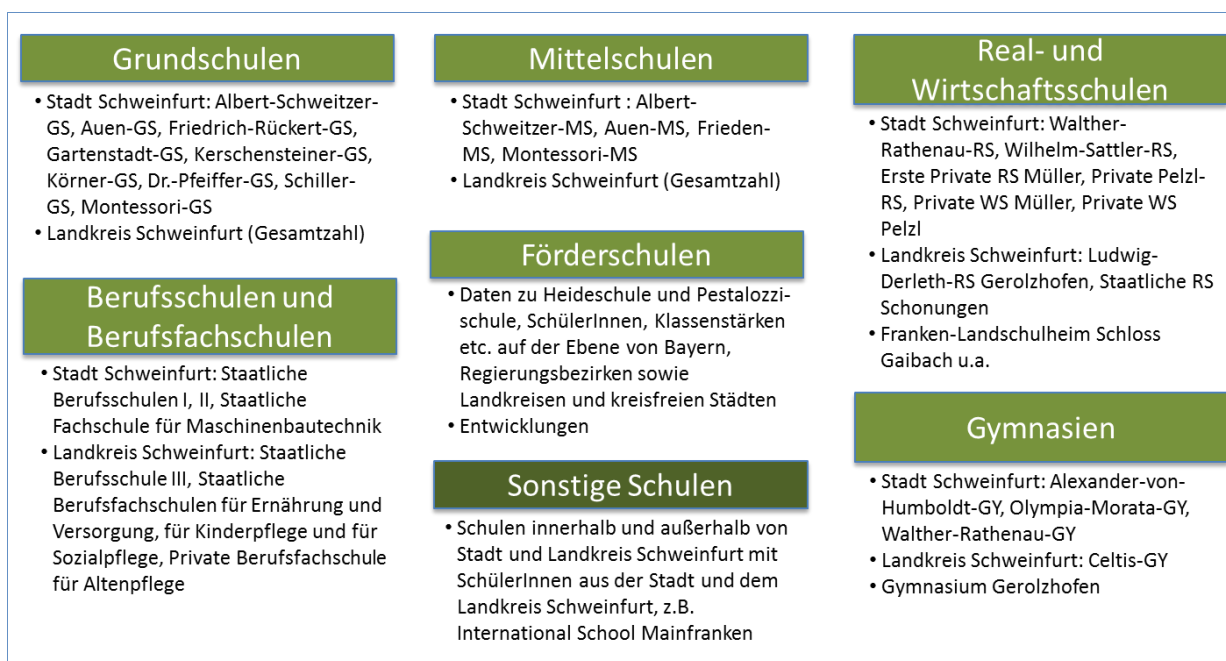 Grundschulen
• Stadt Schweinfurt: Albert-Schweitzer-
GS, Auen-GS, Friedrich-Rückert-GS,
Gartenstadt-GS, Kerschensteiner-GS,
Körner-GS, Dr.-Pfeiffer-GS, Schiller-
GS, Montessori-GS
• Landkreis Schweinfurt (Gesamtzahl)
Berufsschulen und
Berufsfachschulen
• Stadt Schweinfurt: Staatliche
Berufsschulen I, II, Staatliche
Fachschule für Maschinenbautechnik
• Landkreis Schweinfurt: Staatliche
Berufsschule III, Staatliche
Berufsfachschulen für Ernährung und
Versorgung, für Kinderpflege und für
Sozialpflege, Private Berufsfachschule
für Altenpflege
Mittelschulen
• Stadt Schweinfurt : Albert-
Schweitzer-MS, Auen-MS, Frieden-
MS, Montessori-MS
• Landkreis Schweinfurt (Gesamtzahl)
Förderschulen
• Daten zu Heideschule und Pestalozzi-
schule, SchülerInnen, Klassenstärken
etc. auf der Ebene von Bayern,
Regierungsbezirken sowie
Landkreisen und kreisfreien Städten
• Entwicklungen
Sonstige Schulen
• Schulen innerhalb und außerhalb von
Stadt und Landkreis Schweinfurt mit
SchülerInnen aus der Stadt und dem
Landkreis Schweinfurt, z.B.
International School Mainfranken
Real- und
Wirtschaftsschulen
• Stadt Schweinfurt: Walther-
Rathenau-RS, Wilhelm-Sattler-RS,
Erste Private RS Müller, Private Pelzl-
RS, Private WS Müller, Private WS
Pelzl
• Landkreis Schweinfurt: Ludwig-
Derleth-RS Gerolzhofen, Staatliche RS
Schonungen
• Franken-Landschulheim Schloss
Gaibach u.a.
Gymnasien
• Stadt Schweinfurt: Alexander-von-
Humboldt-GY, Olympia-Morata-GY,
Walther-Rathenau-GY
• Landkreis Schweinfurt: Celtis-GY
• Gymnasium Gerolzhofen